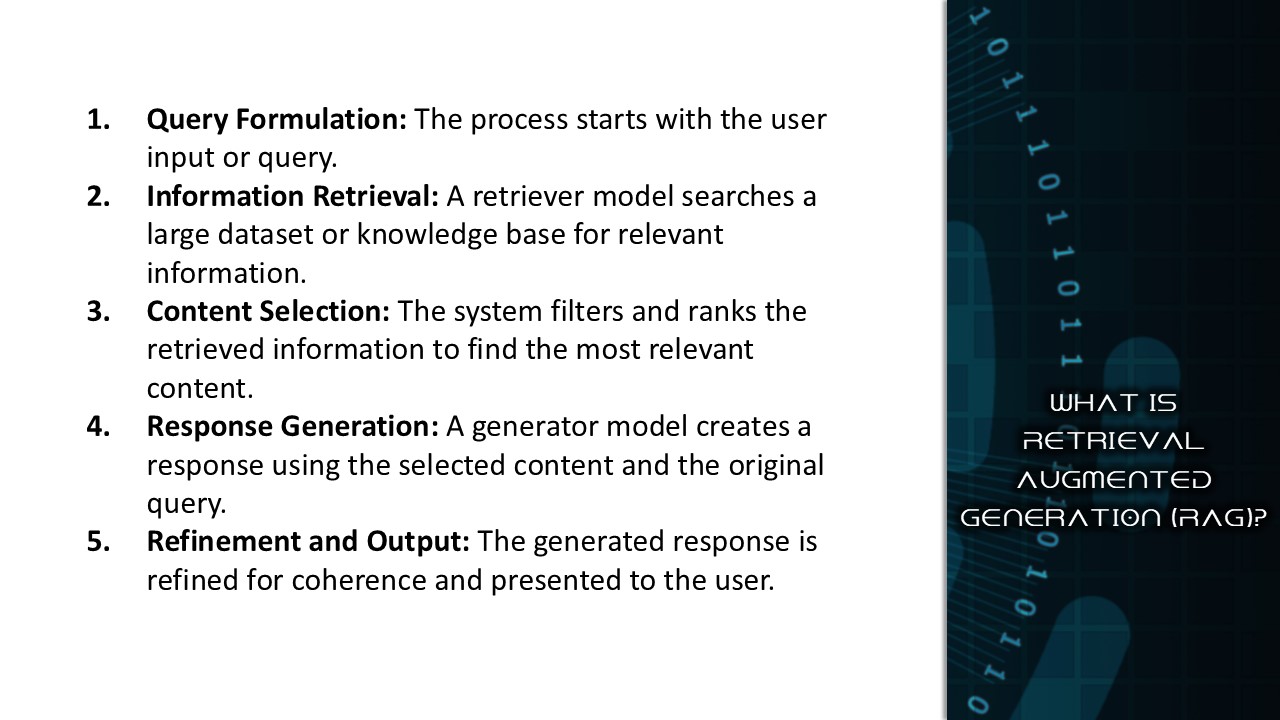 1. Query Formulation: The process starts with the user
input or query.
2. Information Retrieval: A retriever model searches a
large dataset or knowledge base for relevant
information.
3. Content Selection: The system filters and ranks the
retrieved information to find the most relevant
content.
4. Response Generation: A generator model creates a
response using the selected content and the original
query.
5. Refinement and Output: The generated response is
refined for coherence and presented to the user.
WHAT IS
RETRIEVAL
AUGMENTED
GENERATION (RAG)?